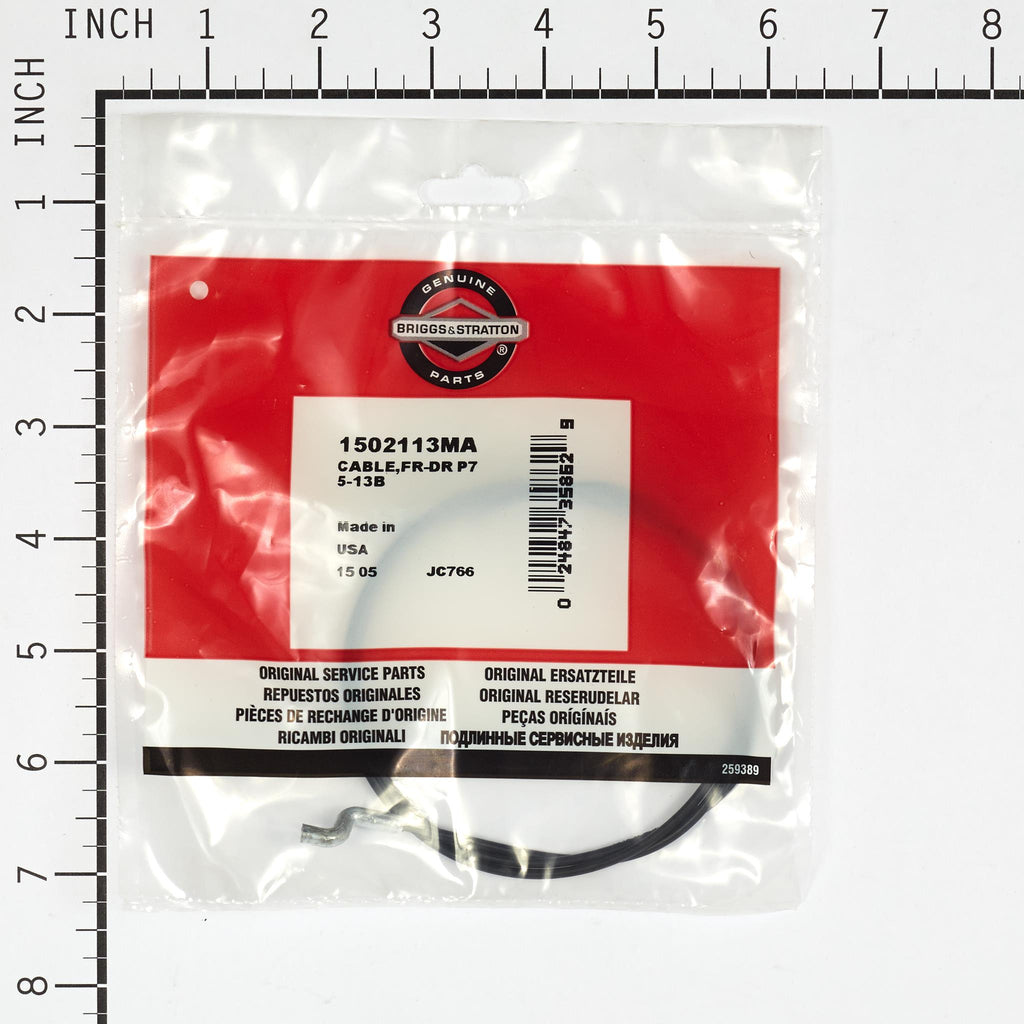 INCH 1 2 3 4 5 6 7 8
INCH 1 2 3 4 5 6 7 8
GENUINE
BRIGGS&STRATTON
®
PARTS
1502113MA
CABLE,FR-DR P7
5-13B
Made in
USA
15 05 JC766
0 24847 35862 9
ORIGINAL SERVICE PARTS
REPUESTOS ORIGINALES
PIÈCES DE RECHANGE D'ORIGINE
RICAMBI ORIGINALI
ORIGINAL ERSATZTEILE
ORIGINAL RESERUDELAR
PEÇAS ORÍGÍNAÍS
ПОДЛИННЫЕ СЕРВИСНЫЕ ИЗДЕЛИЯ
259389